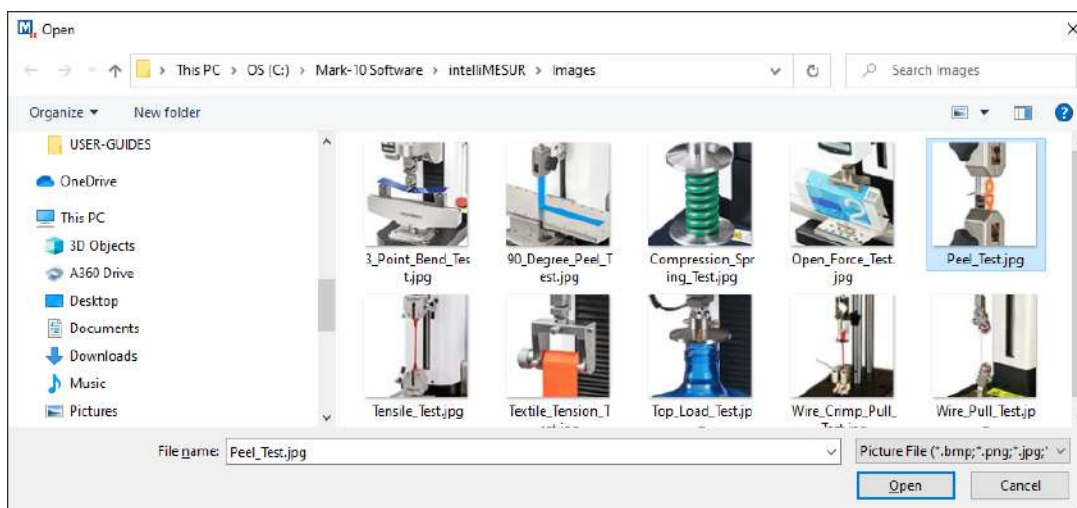 Open
This PC > OS (C:) > Mark-10 Software > intelliMESUR > Images
Search Images
Organize
New folder
USER-GUIDES
OneDrive
This PC
3D Objects
A360 Drive
Desktop
Documents
Downloads
Music
Pictures
3_Point_Bend_Tes
t.jpg
90_Degree_Peel_T
est.jpg
Compression_Spr
ing_Test.jpg
Open_Force_Test.
jpg
Peel_Test.jpg
Tensile_Test.jpg
Textile_Tension_T
Top_Load_Test.jp
Wire_Crimp_Pull_
Wire_Pull_Test.jp
File name: Peel_Test.jpg
Picture File (*.bmp;*.png;*.jpg;*
Open
Cancel